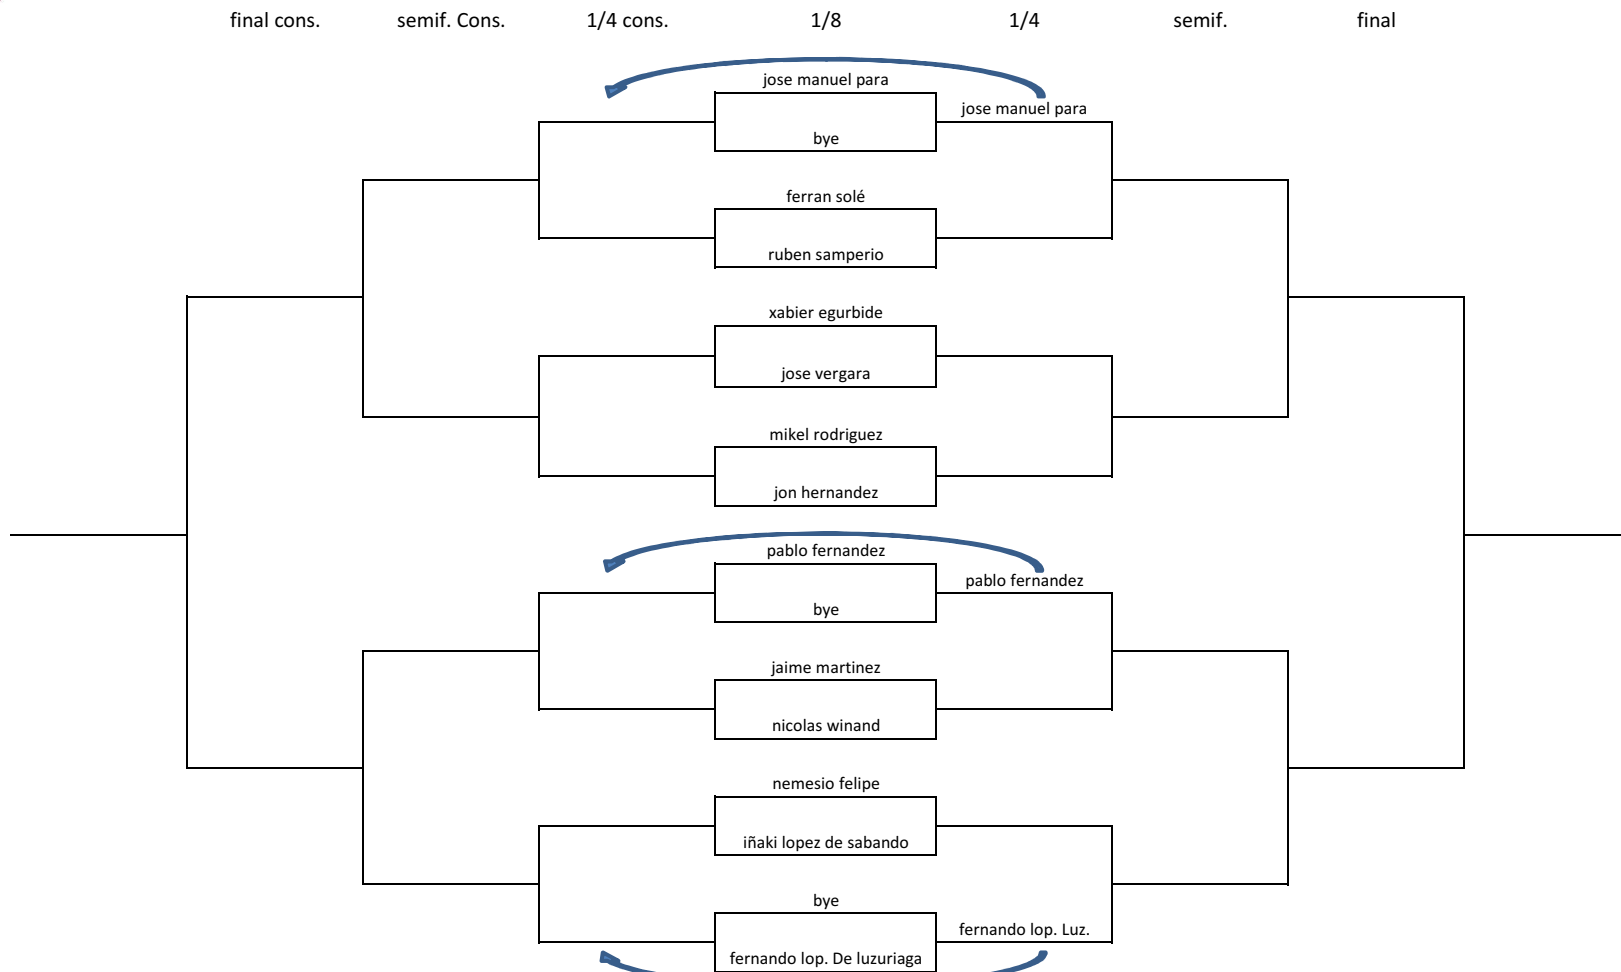 final cons. semif. Cons. 1/4 cons. 1/8 1/4 semif. final
jose manuel para
jose manuel para
bye
ferran solé
ruben samperio
xabier egurbide
jose vergara
mikel rodriguez
jon hernandez
pablo fernandez
pablo fernandez
bye
jaime martinez
nicolas winand
nemesio felipe
iñaki lopez de sabando
bye
fernando lop. Luz.
fernando lop. De luzuriaga